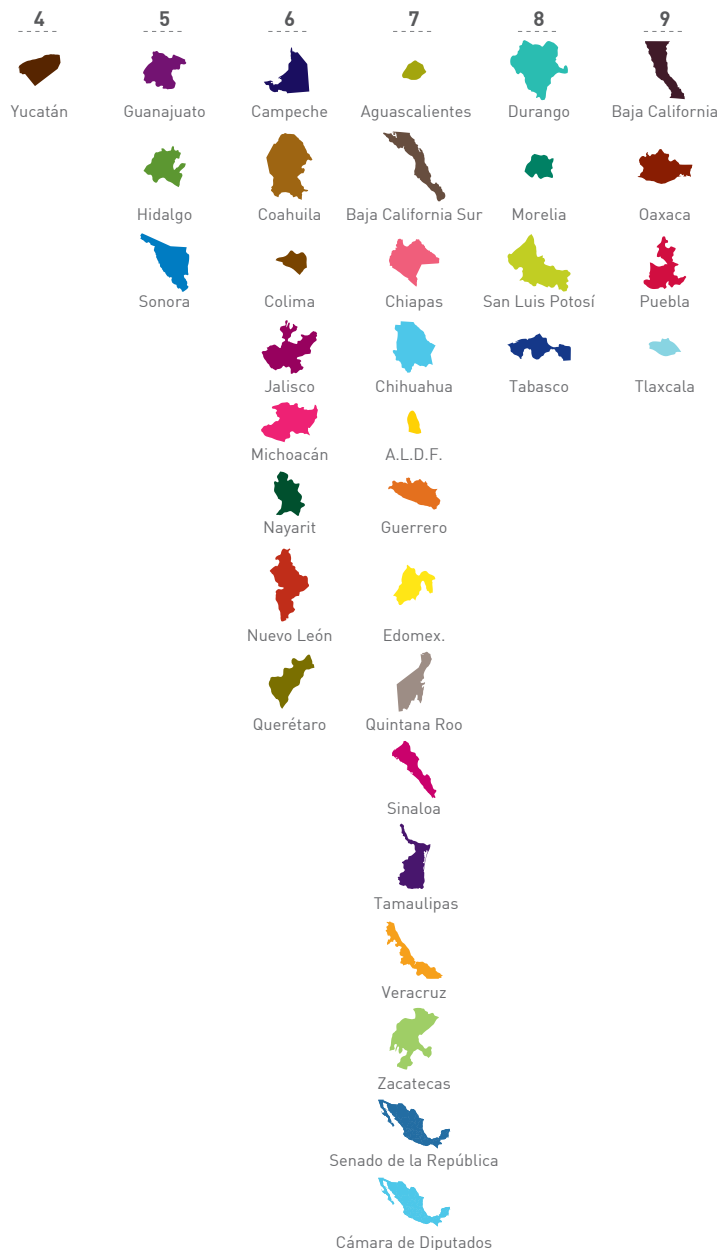 4 5 6 7 8 9
Yucatán Guanajuato Campeche Aguascalientes Durango Baja California
Hidalgo Coahuila Baja California Sur Morelia Oaxaca
Sonora Colima Chiapas San Luis Potosí Puebla
Jalisco Chihuahua Tabasco Tlaxcala
Michoacán A.L.D.F.
Nayarit Guerrero
Nuevo León Edomex.
Querétaro Quintana Roo
Sinaloa
Tamaulipas
Veracruz
Zacatecas
Senado de la República
Cámara de Diputados